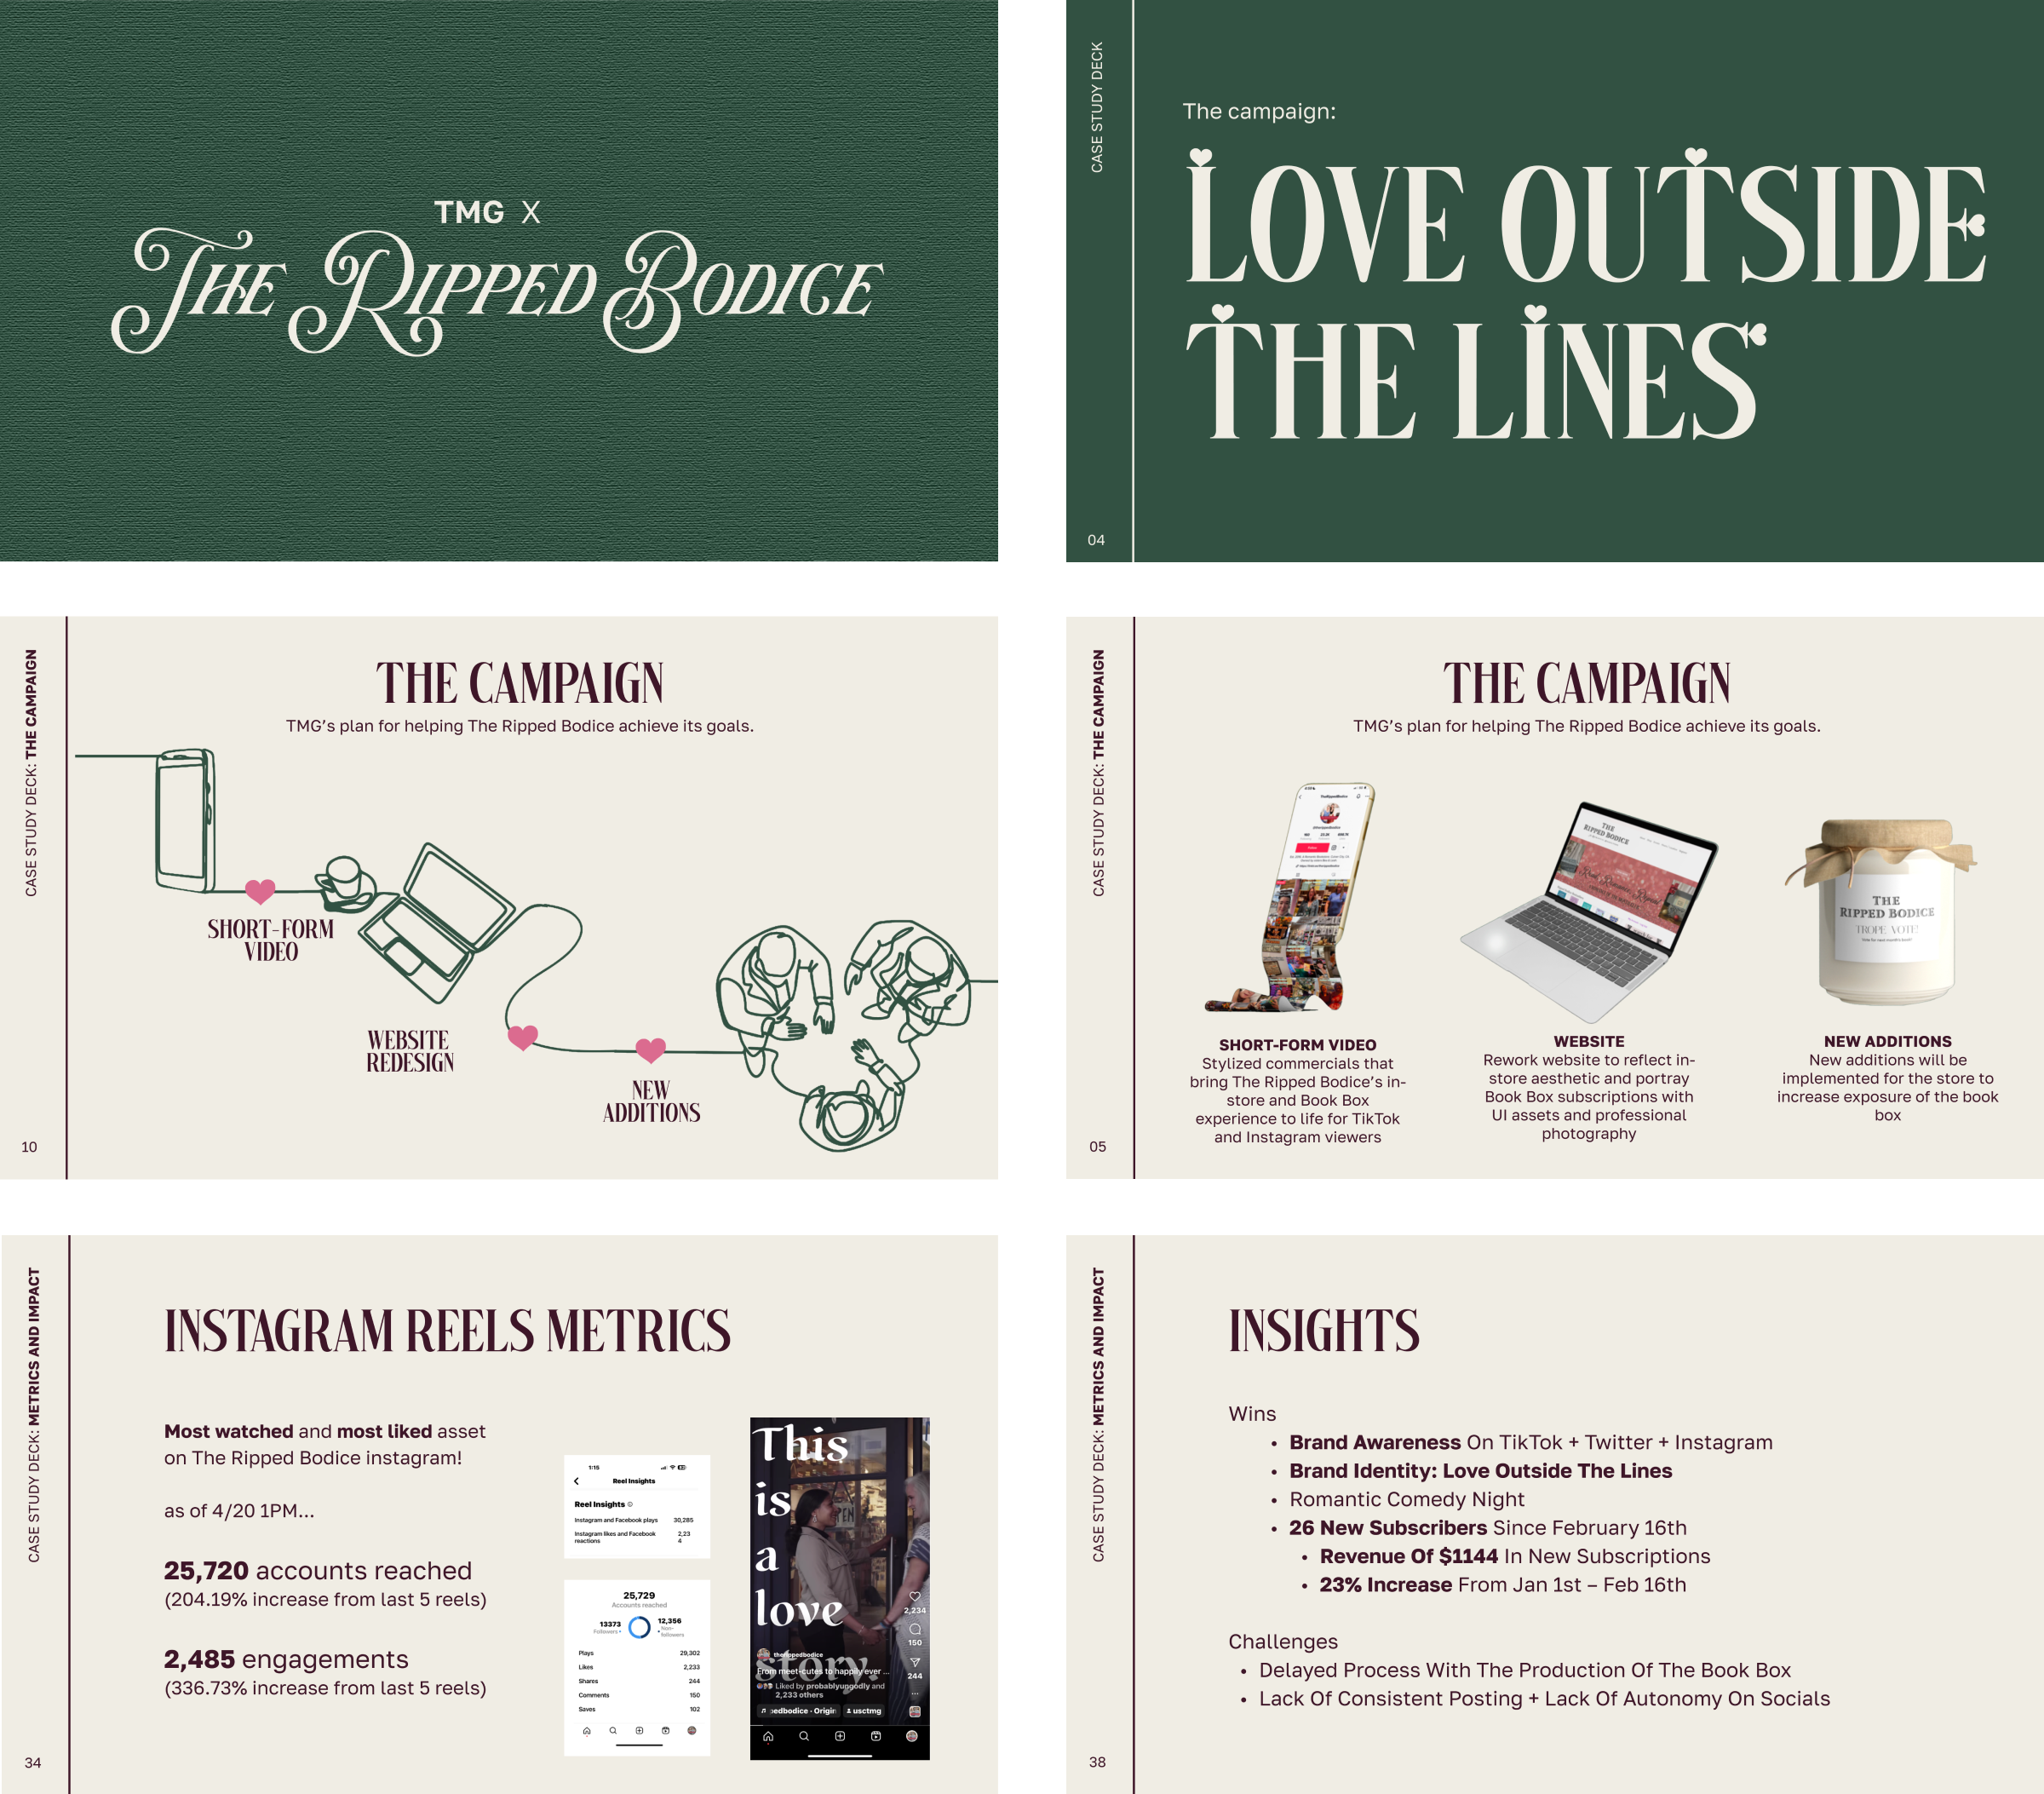 TMG X
THE RIPPED BODICE
CASE STUDY DECK
The campaign:
LOVE OUTSIDE
THE LINES
04
CASE STUDY DECK: THE CAMPAIGN
THE CAMPAIGN
TMG's plan for helping The Ripped Bodice achieve its goals.
SHORT-FORM
VIDEO
WEBSITE
REDESIGN
NEW
ADDITIONS
10
CASE STUDY DECK: THE CAMPAIGN
THE CAMPAIGN
TMG's plan for helping The Ripped Bodice achieve its goals.
THE
RIPPED BODICE
THE
RIPPED BODICE
TROPE VOTE!
SHORT-FORM VIDEO
Stylized commercials that
bring The Ripped Bodice's in-
store and Book Box
experience to life for TikTok
and Instagram viewers
WEBSITE
Rework website to reflect in-
store aesthetic and portray
Book Box subscriptions with
UI assets and professional
photography
NEW ADDITIONS
New additions will be
implemented for the store to
increase exposure of the book
box
05
CASE STUDY DECK: METRICS AND IMPACT
INSTAGRAM REELS METRICS
Most watched and most liked asset
on The Ripped Bodice instagram!
as of 4/20 1PM...
25,720 accounts reached
(204.19% increase from last 5 reels)
2,485 engagements
(336.73% increase from last 5 reels)
1:15
Reel Insights
Reel Insights
Instagram and Facebook plays 30,285
Instagram likes and Facebook reactions 2,23
4
25,729
Accounts reached
13373
Followers
12,356
Non-
followers
Plays 29,302
Likes 2,233
Shares 244
Comments 150
Saves 102
This
is
a
love
story.
OPEN
2,234
150
244
therippedbodice
From meet-cutes to happily ever ...
Liked by probablyungodly and
2,233 others
pedbodice · Origin
usctmg
34
CASE STUDY DECK: METRICS AND IMPACT
INSIGHTS
Wins
• Brand Awareness On TikTok + Twitter + Instagram
• Brand Identity: Love Outside The Lines
• Romantic Comedy Night
• 26 New Subscribers Since February 16th
• Revenue Of $1144 In New Subscriptions
• 23% Increase From Jan 1st – Feb 16th
Challenges
• Delayed Process With The Production Of The Book Box
• Lack Of Consistent Posting + Lack Of Autonomy On Socials
38